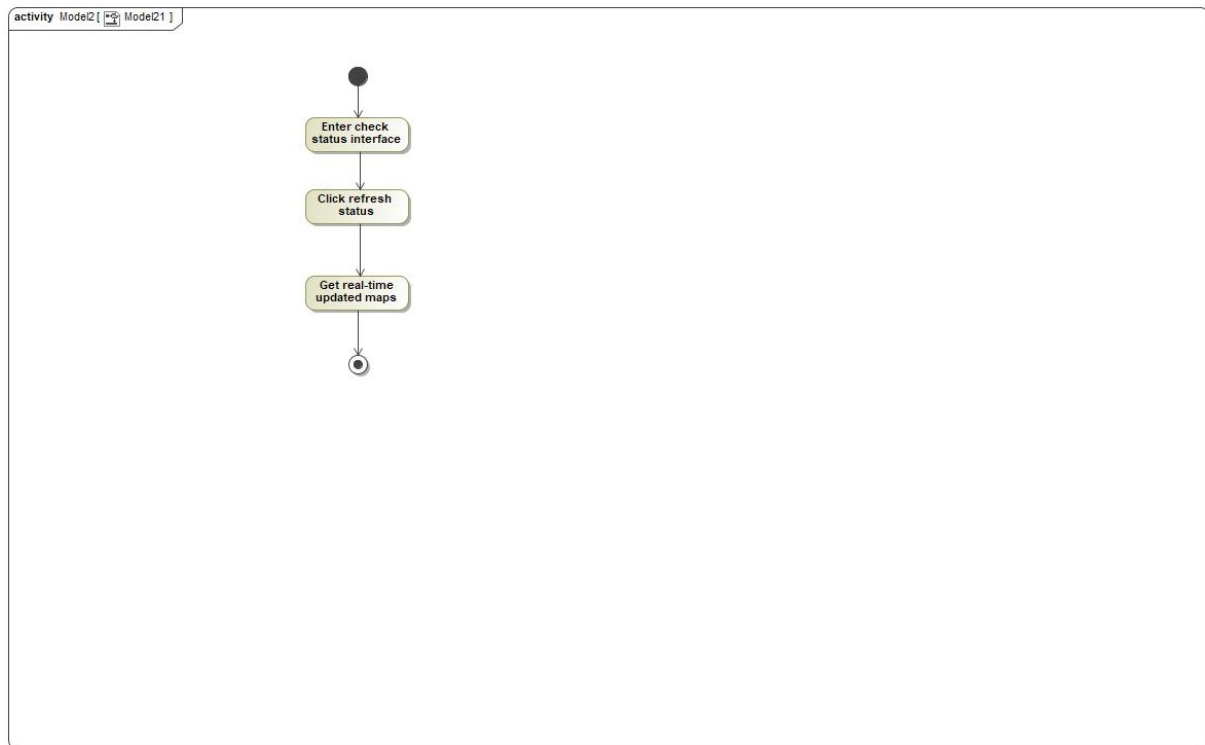 activity Model2 [ Model21 ]
Enter check
status interface
Click refresh
status
Get real-time
updated maps